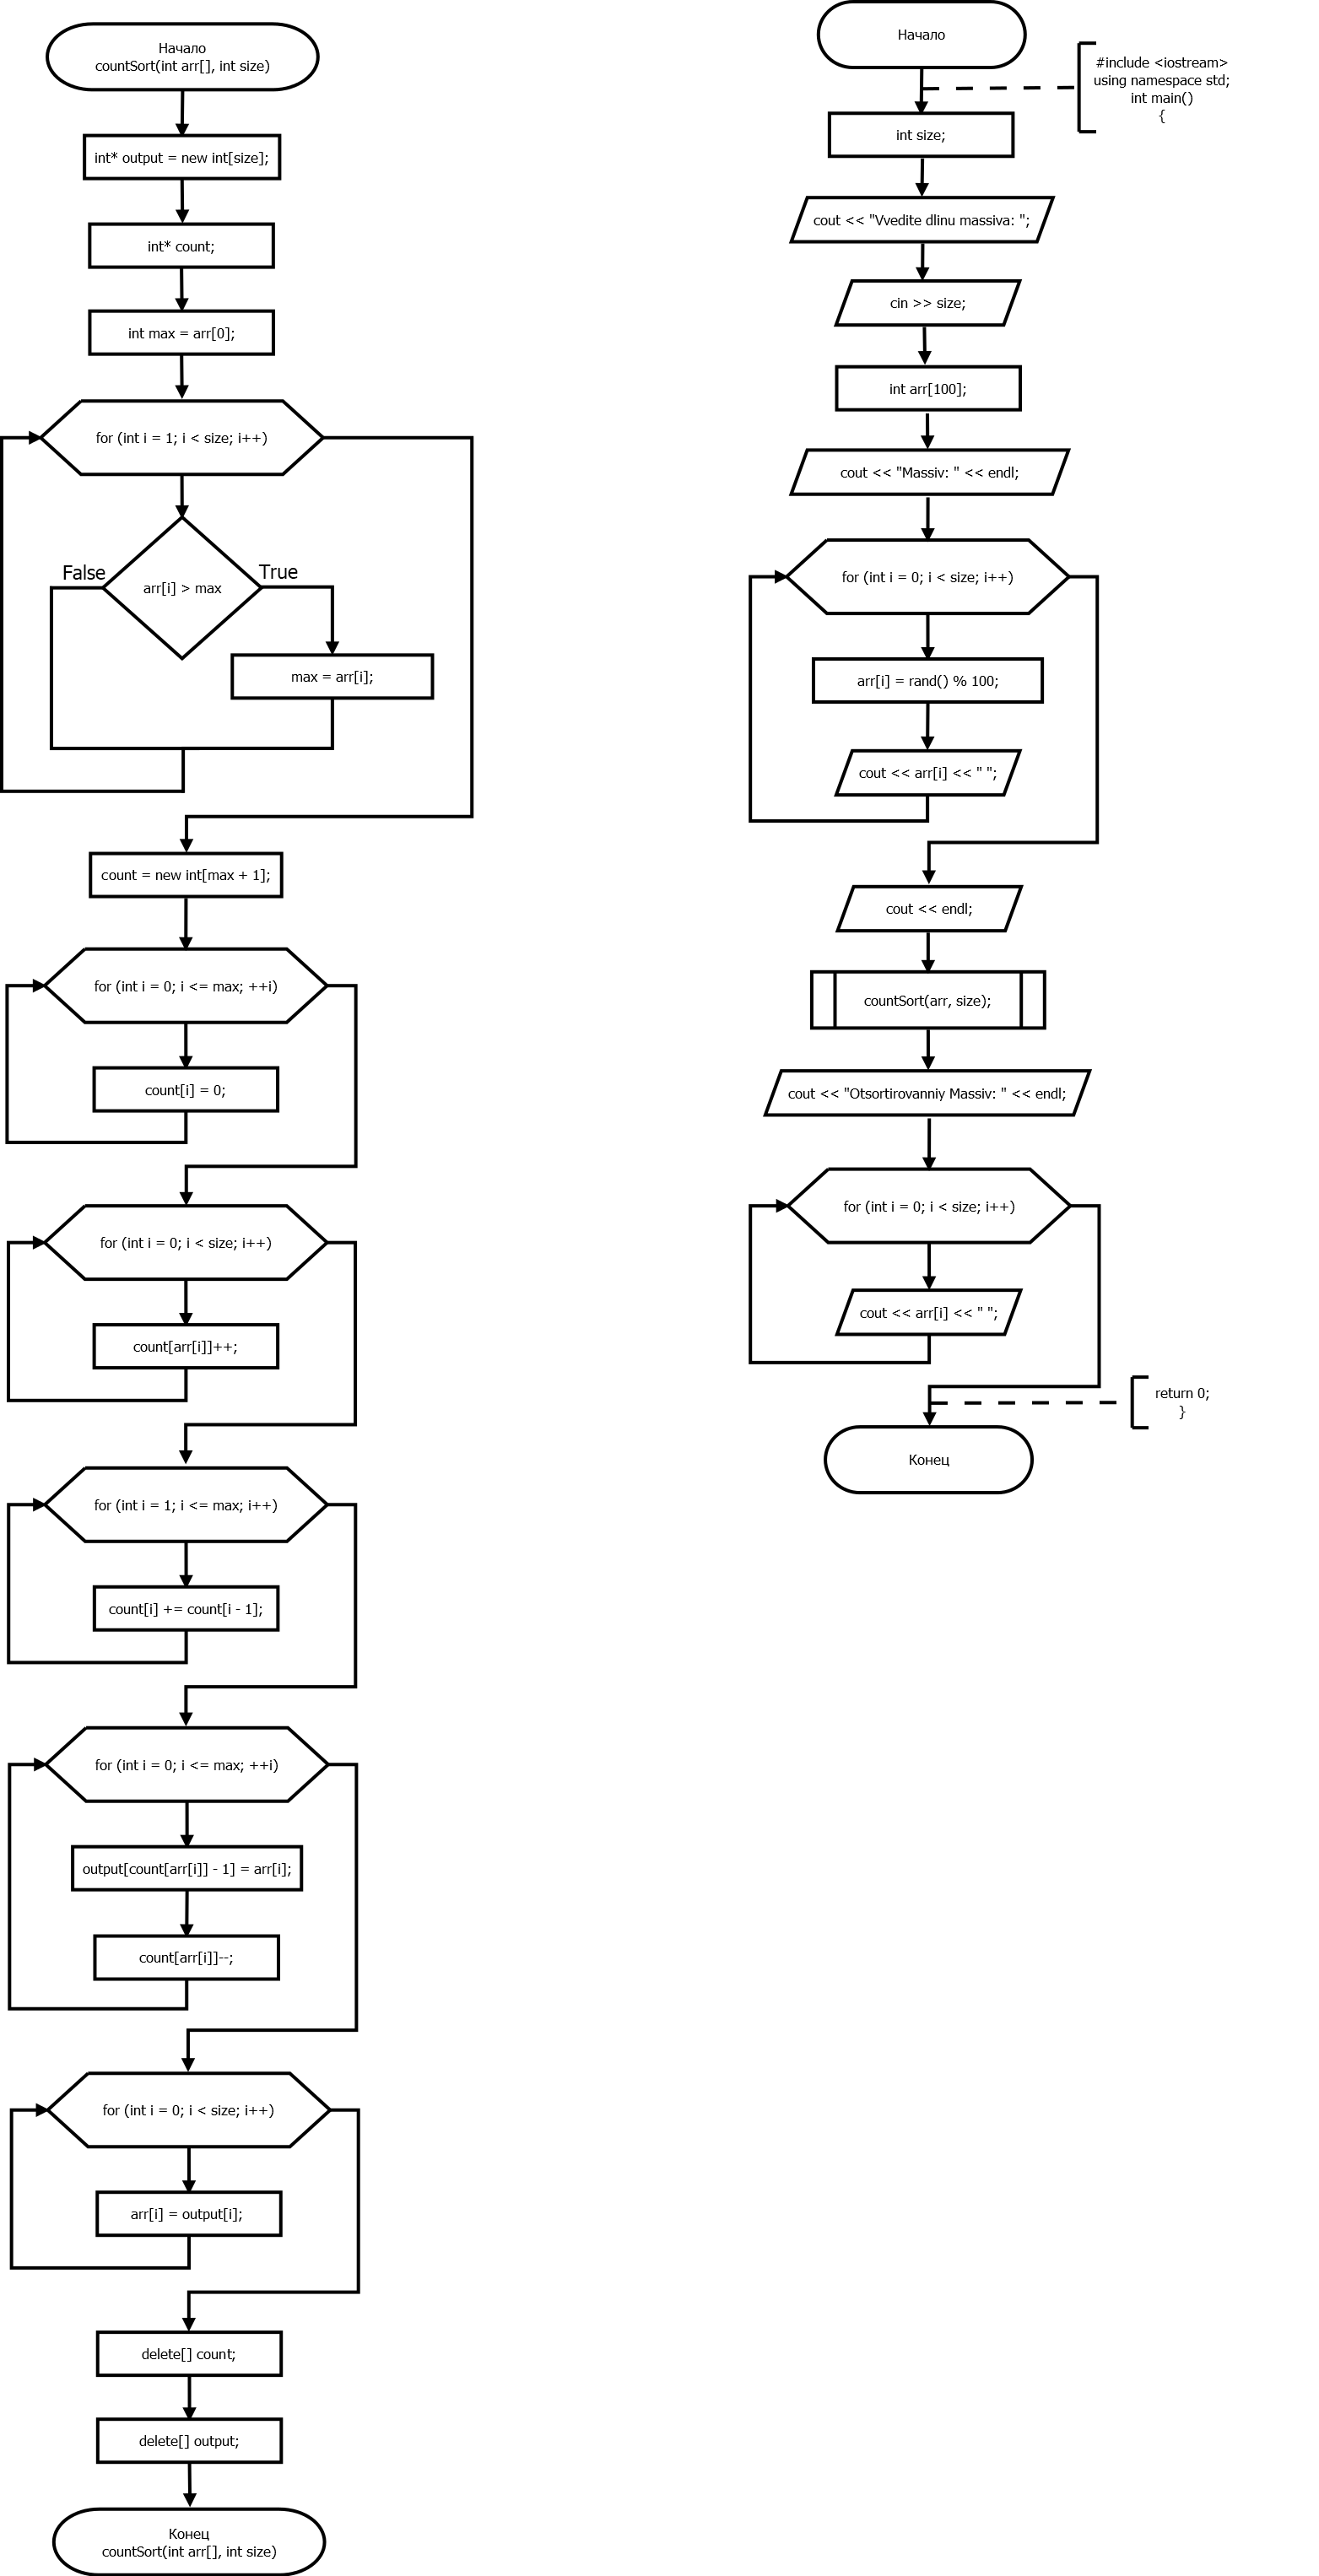 Начало
countSort(int arr[], int size)
int* output = new int[size];
int* count;
int max = arr[0];
for (int i = 1; i < size; i++)
False
True
arr[i] > max
max = arr[i];
count = new int[max + 1];
for (int i = 0; i <= max; ++i)
count[i] = 0;
for (int i = 0; i < size; i++)
count[arr[i]]++;
for (int i = 1; i <= max; i++)
count[i] += count[i - 1];
for (int i = 0; i <= max; ++i)
output[count[arr[i]] - 1] = arr[i];
count[arr[i]]--;
for (int i = 0; i < size; i++)
arr[i] = output[i];
delete[] count;
delete[] output;
Конец
countSort(int arr[], int size)
Начало
#include <iostream>
using namespace std;
int main()
{
int size;
cout << "Vvedite dlinu massiva: ";
cin >> size;
int arr[100];
cout << "Massiv: " << endl;
for (int i = 0; i < size; i++)
arr[i] = rand() % 100;
cout << arr[i] << " ";
cout << endl;
countSort(arr, size);
cout << "Otsortirovanniy Massiv: " << endl;
for (int i = 0; i < size; i++)
cout << arr[i] << " ";
return 0;
}
Конец